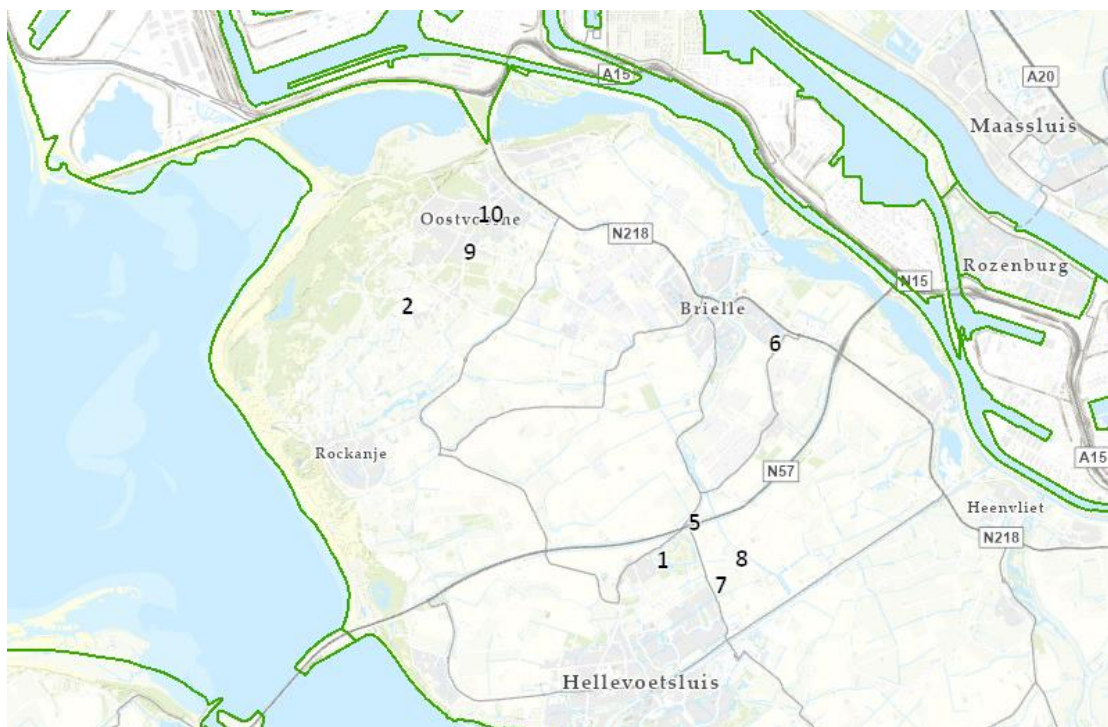 A15
A20
Maassluis
10
Oostvoorne
N218
9
N15
Rozenburg
2
Brielle
6
Rockanje
A15
N57
Heenvliet
5
N218
1
8
7
Hellevoetsluis